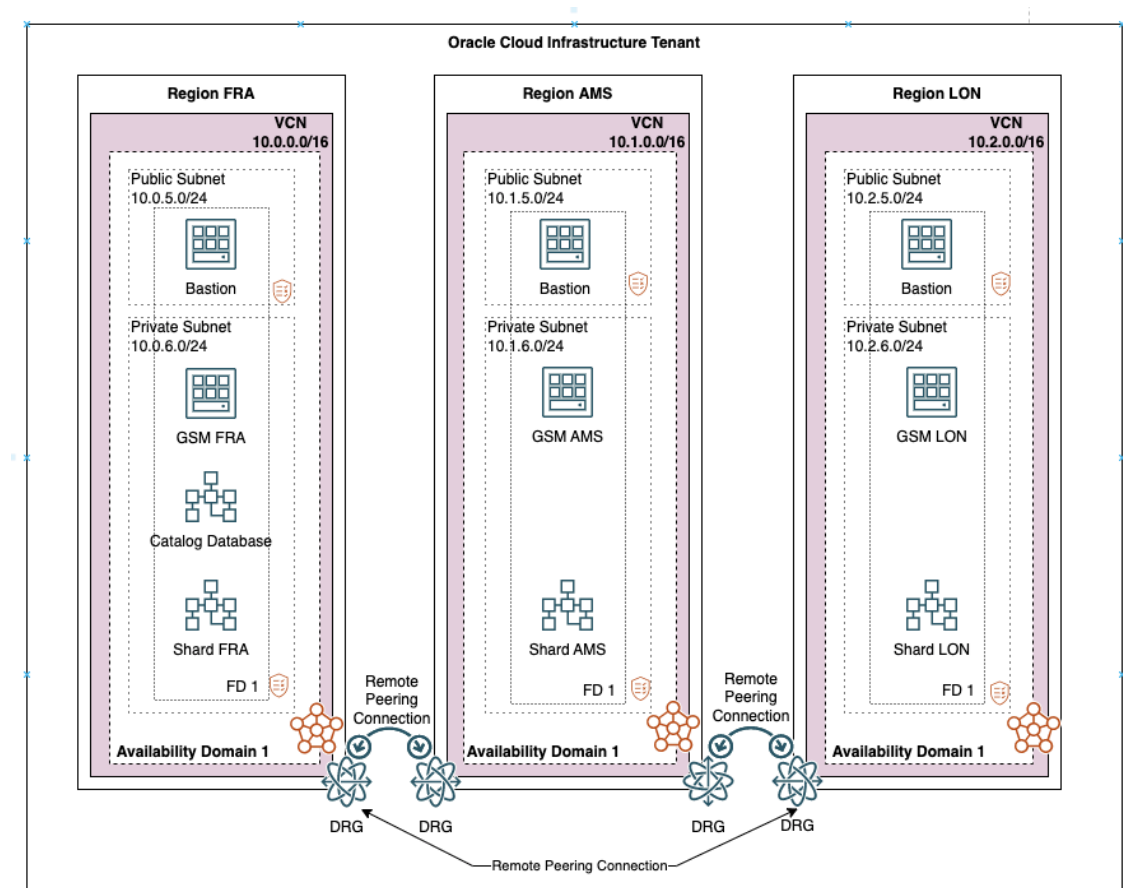 Oracle Cloud Infrastructure Tenant
Region FRA
VCN
10.0.0.0/16
Public Subnet
10.0.5.0/24
Bastion
Private Subnet
10.0.6.0/24
GSM FRA
Catalog Database
Shard FRA
FD 1
Availability Domain 1
Region AMS
VCN
10.1.0.0/16
Public Subnet
10.1.5.0/24
Bastion
Private Subnet
10.1.6.0/24
GSM AMS
Shard AMS
FD 1
Availability Domain 1
Region LON
VCN
10.2.0.0/16
Public Subnet
10.2.5.0/24
Bastion
Private Subnet
10.2.6.0/24
GSM LON
Shard LON
FD 1
Availability Domain 1
Remote
Peering
Connection
Remote
Peering
Connection
DRG
DRG
DRG
DRG
Remote Peering Connection